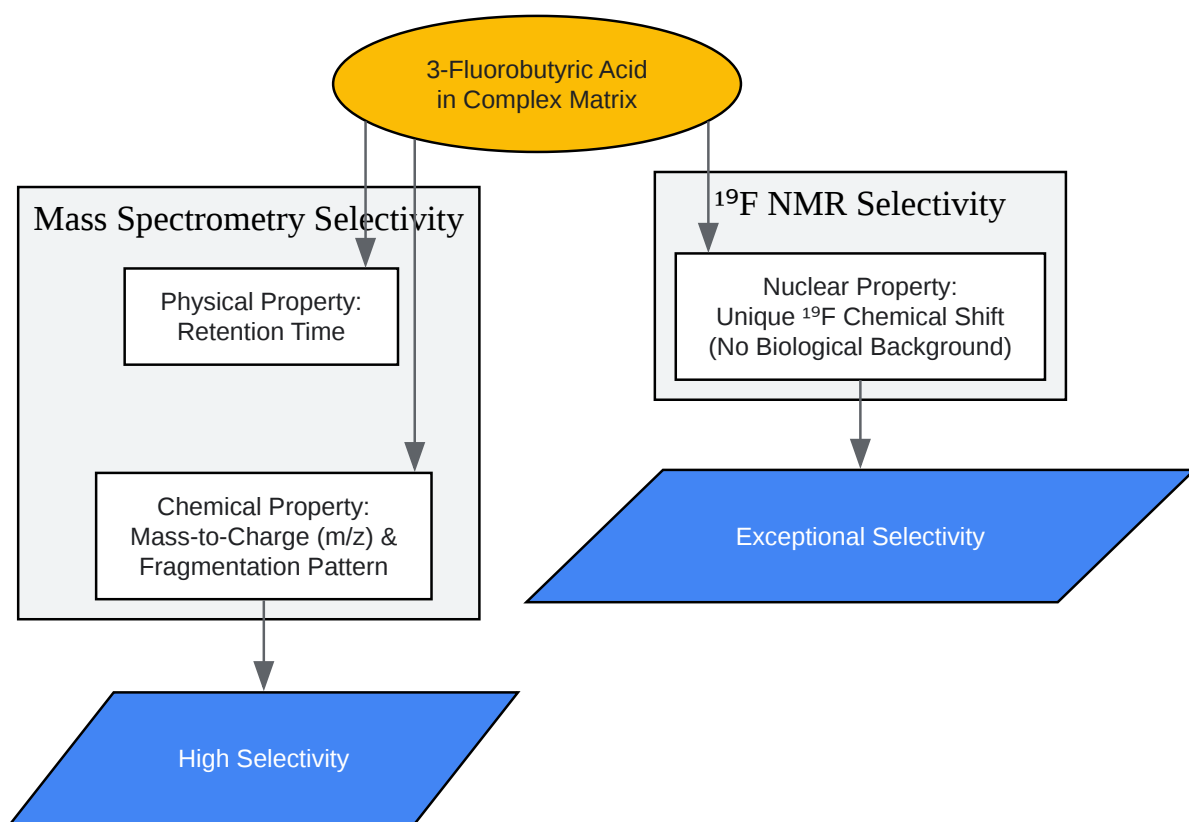 3-Fluorobutyric Acid
in Complex Matrix
Mass Spectrometry Selectivity
Physical Property:
Retention Time
Chemical Property:
Mass-to-Charge (m/z) &
Fragmentation Pattern
High Selectivity
¹⁹F NMR Selectivity
Nuclear Property:
Unique ¹⁹F Chemical Shift
(No Biological Background)
Exceptional Selectivity